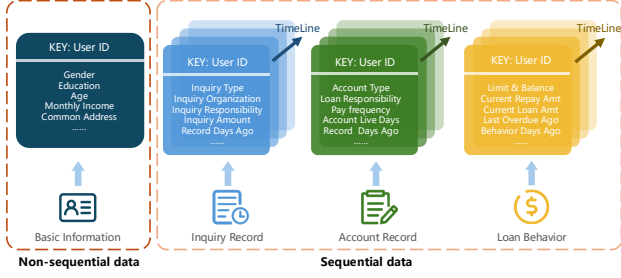 TimeLine
TimeLine
TimeLine
KEY: User ID
Gender
Education
Age
Monthly Income
Common Address
......
KEY: User ID
Inquiry Type
Inquiry Organization
Inquiry Responsibility
Inquiry Amount
Record Days Ago
......
KEY: User ID
Account Type
Loan Responsibility
Pay frequency
Account Live Days
Record Days Ago
......
KEY: User ID
Limit & Balance
Current Repay Amt
Current Loan Amt
Last Overdue Ago
Behavior Days Ago
......
Basic Information
Inquiry Record
Account Record
Loan Behavior
Non-sequential data
Sequential data